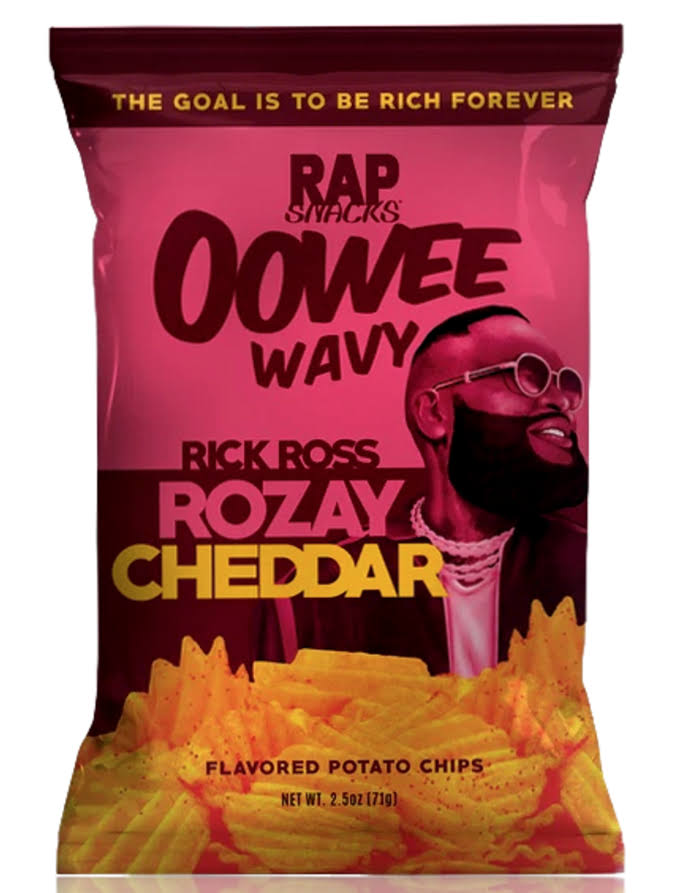 THE GOAL IS TO BE RICH FOREVER
RAP
SNACKS
OOWEE
WAVY
RICK ROSS
ROZAY
CHEDDAR
FLAVORED POTATO CHIPS
NET WT. 2.5oz (71g)